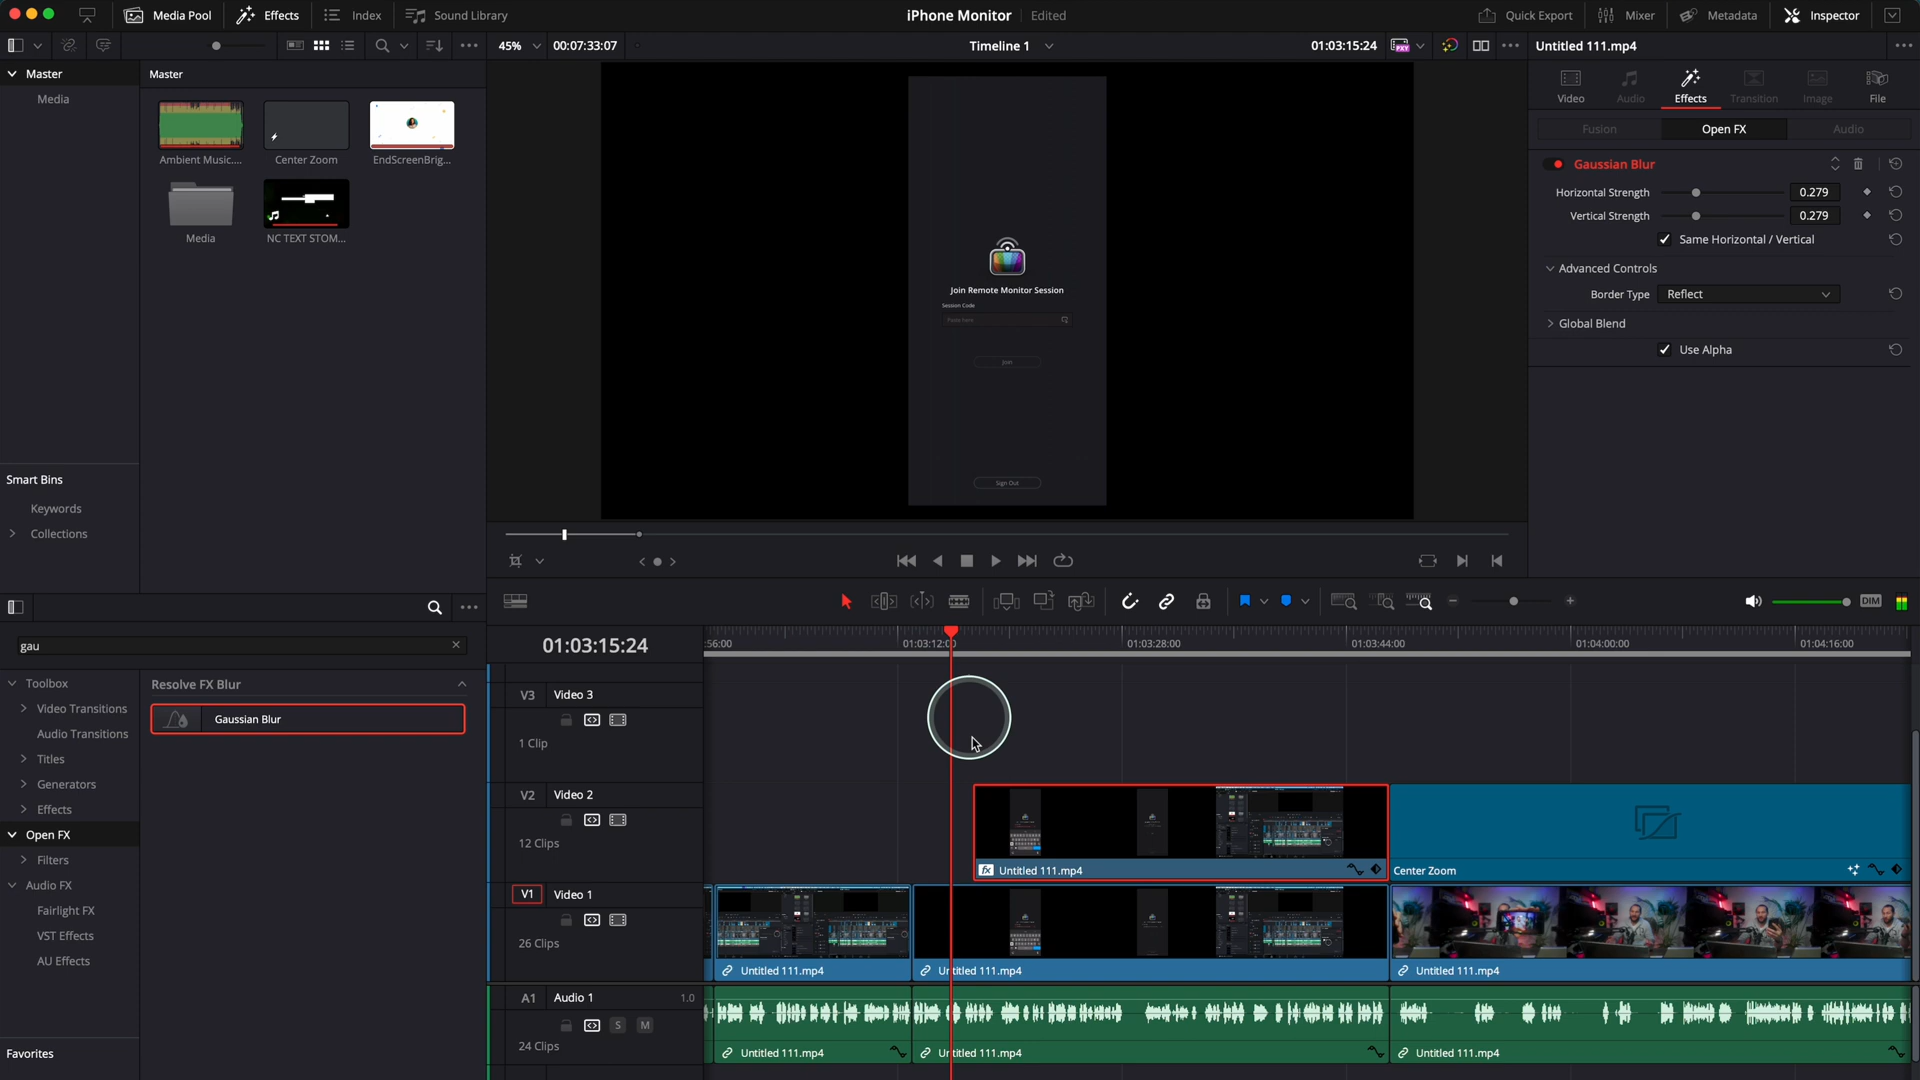 Media Pool
Effects
Index
Sound Library
iPhone Monitor
Edited
Quick Export
Mixer
Metadata
Inspector
45%
00:07:33:07
Timeline 1
01:03:15:24
PXY
Untitled 111.mp4
Master
Media
Master
Ambient Music....
Center Zoom
EndScreenBrig...
Media
NC TEXT STOM...
Smart Bins
Keywords
Collections
Join Remote Monitor Session
Session Code
Paste here
Join
Sign Out
Video
Audio
Effects
Transition
Image
File
Fusion
Open FX
Audio
Gaussian Blur
Horizontal Strength
0.279
Vertical Strength
0.279
Same Horizontal / Vertical
Advanced Controls
Border Type
Reflect
Global Blend
Use Alpha
gau
Toolbox
Video Transitions
Audio Transitions
Titles
Generators
Effects
Open FX
Filters
Audio FX
Fairlight FX
VST Effects
AU Effects
Favorites
Resolve FX Blur
Gaussian Blur
DIM
01:03:15:24
:56:00
01:03:12:00
01:03:28:00
01:03:44:00
01:04:00:00
01:04:16:00
V3
Video 3
1 Clip
V2
Video 2
12 Clips
Untitled 111.mp4
Center Zoom
V1
Video 1
26 Clips
Untitled 111.mp4
Untitled 111.mp4
Untitled 111.mp4
A1
Audio 1
1.0
S
M
24 Clips
Untitled 111.mp4
Untitled 111.mp4
Untitled 111.mp4